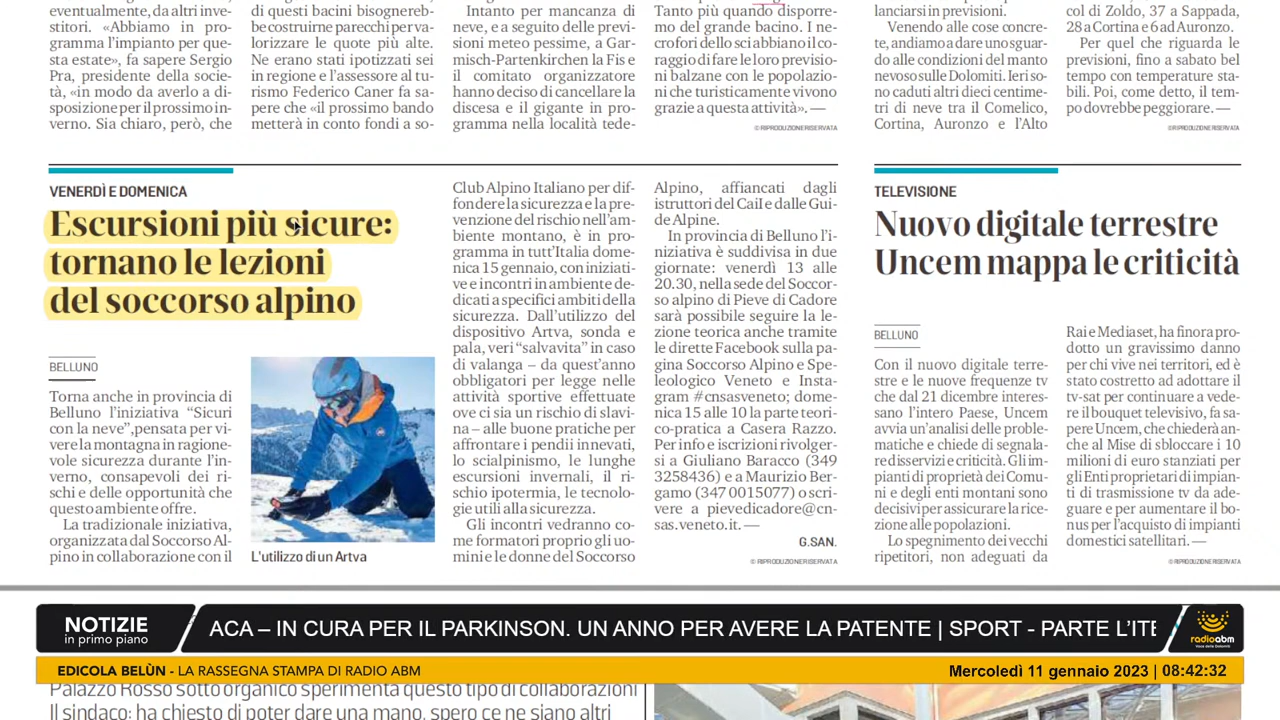 eventualmente, da altri inve-
stitori. «Abbiamo in pro-
gramma l'impianto per que-
sta estate», fa sapere Sergio
Pra, presidente della socie-
tà, «in modo da averlo a di-
sposizione per il prossimo in-
verno. Sia chiaro, però, che
di questi bacini bisognereb-
be costruirne parecchi per va-
lorizzare le quote più alte.
Ne erano stati ipotizzati sei
in regione e l'assessore al tu-
rismo Federico Caner fa sa-
pere che «il prossimo bando
metterà in conto fondi a so-
Intanto per mancanza di
neve, e a seguito delle previ-
sioni meteo pessime, a Gar-
misch-Partenkirchen la Fis e
il comitato organizzatore
hanno deciso di cancellare la
discesa e il gigante in pro-
gramma nella località tede-
Tanto più quando disporre-
mo del grande bacino. I ne-
crofori dello sci abbiano il co-
raggio di fare le loro previsio-
ni balzane con le popolazio-
ni che turisticamente vivono
grazie a questa attività». —
© RIPRODUZIONE RISERVATA
lanciarsi in previsioni.
Venendo alle cose concre-
te, andiamo a dare uno sguar-
do alle condizioni del manto
nevoso sulle Dolomiti. Ieri so-
no caduti altri dieci centime-
tri di neve tra il Comelico,
Cortina, Auronzo e l'Alto
col di Zoldo, 37 a Sappada,
28 a Cortina e 6 ad Auronzo.
Per quel che riguarda le
previsioni, fino a sabato bel
tempo con temperature sta-
bili. Poi, come detto, il tem-
po dovrebbe peggiorare. —
© RIPRODUZIONE RISERVATA
VENERDÌ E DOMENICA
Escursioni più sicure:
tornano le lezioni
del soccorso alpino
BELLUNO
Torna anche in provincia di
Belluno l'iniziativa “Sicuri
con la neve”, pensata per vi-
vere la montagna in ragione-
vole sicurezza durante l'in-
verno, consapevoli dei ri-
schi e delle opportunità che
questo ambiente offre.
La tradizionale iniziativa,
organizzata dal Soccorso Al-
pino in collaborazione con il
L'utilizzo di un Artva
Club Alpino Italiano per dif-
fondere la sicurezza e la pre-
venzione del rischio nell'am-
biente montano, è in pro-
gramma in tutt'Italia dome-
nica 15 gennaio, con iniziati-
ve e incontri in ambiente de-
dicati a specifici ambiti della
sicurezza. Dall'utilizzo del
dispositivo Artva, sonda e
pala, veri “salvavita” in caso
di valanga – da quest'anno
obbligatori per legge nelle
attività sportive effettuate
ove ci sia un rischio di slavi-
na – alle buone pratiche per
affrontare i pendii innevati,
lo scialpinismo, le lunghe
escursioni invernali, il ri-
schio ipotermia, le tecnolo-
gie utili alla sicurezza.
Gli incontri vedranno co-
me formatori proprio gli uo-
mini e le donne del Soccorso
Alpino, affiancati dagli
istruttori del Cai le e dalle Gui-
de Alpine.
In provincia di Belluno l'i-
niziativa è suddivisa in due
giornate: venerdì 13 alle
20.30, nella sede del Soccor-
so alpino di Pieve di Cadore
sarà possibile seguire la le-
zione teorica anche tramite
le dirette Facebook sulla pa-
gina Soccorso Alpino e Spe-
leologico Veneto e Insta-
gram #cnsasveneto; dome-
nica 15 alle 10 la parte teori-
co-pratica a Casera Razzo.
Per info e iscrizioni rivolger-
si a Giuliano Baracco (349
3258436) e a Maurizio Ber-
gamo (347 0015077) o scri-
vere a pievedicadore@cn-
sas.veneto.it. —
G.SAN.
© RIPRODUZIONE RISERVATA
TELEVISIONE
Nuovo digitale terrestre
Uncem mappa le criticità
BELLUNO
Con il nuovo digitale terre-
stre e le nuove frequenze tv
che dal 21 dicembre interes-
sano l'intero Paese, Uncem
avvia un'analisi delle proble-
matiche e chiede di segnala-
re disservizi e criticità. Gli im-
pianti di proprietà dei Comu-
ni e degli enti montani sono
decisivi per assicurare la rice-
zione alle popolazioni.
Lo spegnimento dei vecchi
ripetitori, non adeguati da
Rai e Mediaset, ha finora pro-
dotto un gravissimo danno
per chi vive nei territori, ed è
stato costretto ad adottare il
tv-sat per continuare a vede-
re il bouquet televisivo, fa sa-
pere Uncem, che chiederà an-
che al Mise di sbloccare i 10
milioni di euro stanziati per
gli Enti proprietari di impian-
ti di trasmissione tv da ade-
guare e per aumentare il bo-
nus per l'acquisto di impianti
domestici satellitari. —
© RIPRODUZIONE RISERVATA
NOTIZIE
in primo piano
ACA – IN CURA PER IL PARKINSON. UN ANNO PER AVERE LA PATENTE | SPORT - PARTE L'ITE
radioabm
Voce delle Dolomiti
EDICOLA BELÙN - LA RASSEGNA STAMPA DI RADIO ABM
Mercoledì 11 gennaio 2023 | 08:42:32
Palazzo Rosso sotto organico sperimenta questo tipo di collaborazioni
Il sindaco: ha chiesto di poter dare una mano, spero ce ne siano altri